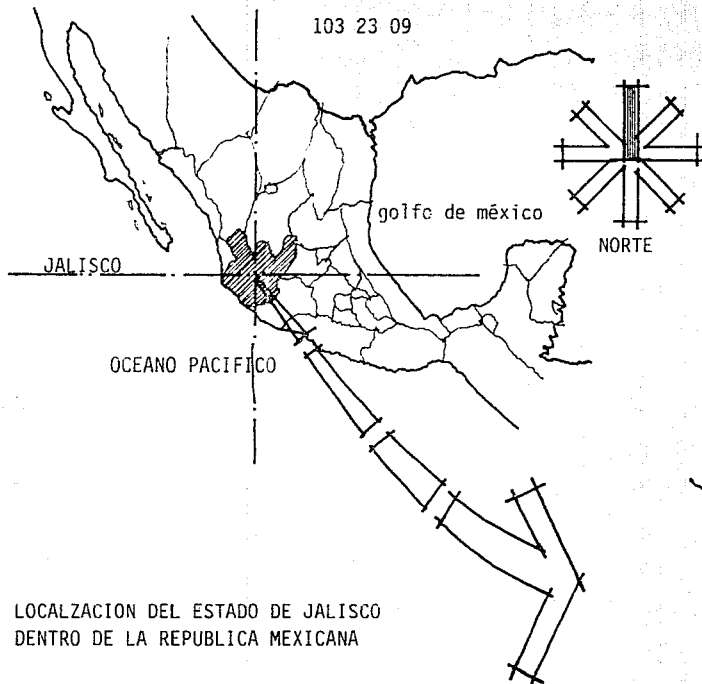 103 23 09
golfo de méxico
NORTE
JALISCO
OCEANO PACIFICO
LOCALZACION DEL ESTADO DE JALISCO
DENTRO DE LA REPUBLICA MEXICANA